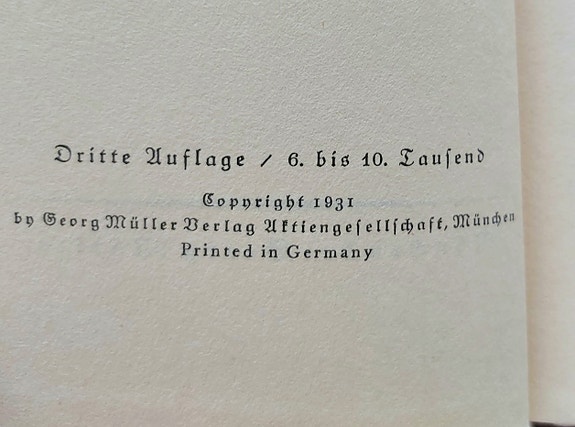 Dritte Auflage / 6. bis 10. Tauſend
Copyright 1931
by Georg Müller Verlag Aktiengeſellſchaft, München
Printed in Germany